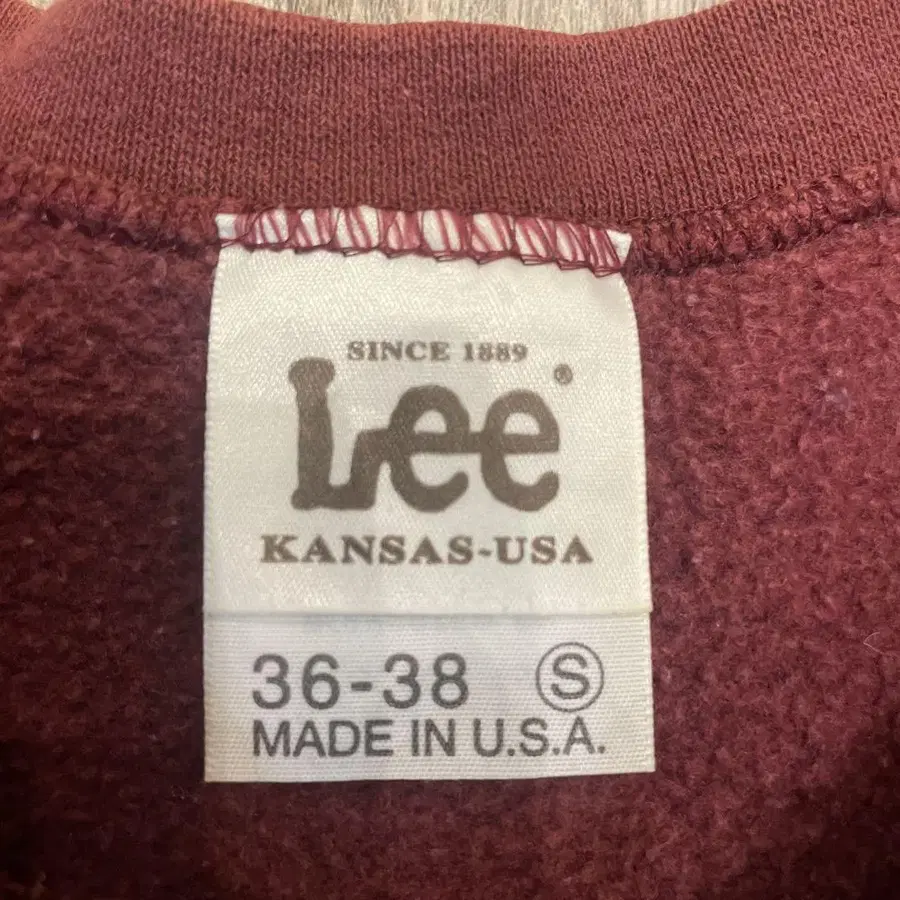 SINCE 1889
Lee®
KANSAS-USA
36-38 Ⓢ
MADE IN U.S.A.